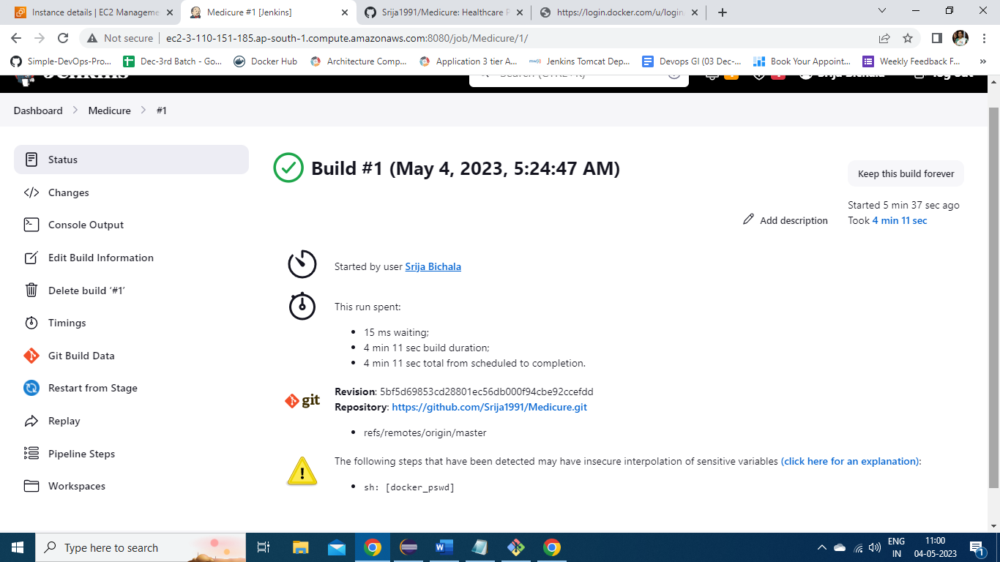 Instance details | EC2 Manageme
Medicure #1 [Jenkins]
Srija1991/Medicure: Healthcare P
https://login.docker.com/u/login
Not secure
ec2-3-110-151-185.ap-south-1.compute.amazonaws.com:8080/job/Medicure/1/
Simple-DevOps-Pro...
Dec-3rd Batch - Go...
Docker Hub
Architecture Comp...
Application 3 tier A...
Jenkins Tomcat Dep...
Devops GI (03 Dec-...
Book Your Appoint...
Weekly Feedback F...
»
Search (CTRL+K)
Srija Bichala
log out
Dashboard
Medicure
#1
Status
Changes
Console Output
Edit Build Information
Delete build ‘#1’
Timings
Git Build Data
Restart from Stage
Replay
Pipeline Steps
Workspaces
Build #1 (May 4, 2023, 5:24:47 AM)
Keep this build forever
Started 5 min 37 sec ago
Add description
Took 4 min 11 sec
Started by user Srija Bichala
This run spent:
15 ms waiting;
4 min 11 sec build duration;
4 min 11 sec total from scheduled to completion.
git
Revision: 5bf5d69853cd28801ec56db000f94cbe92ccefdd
Repository: https://github.com/Srija1991/Medicure.git
refs/remotes/origin/master
The following steps that have been detected may have insecure interpolation of sensitive variables (click here for an explanation):
sh: [docker_pswd]
Type here to search
ENG
IN
11:00
04-05-2023
1